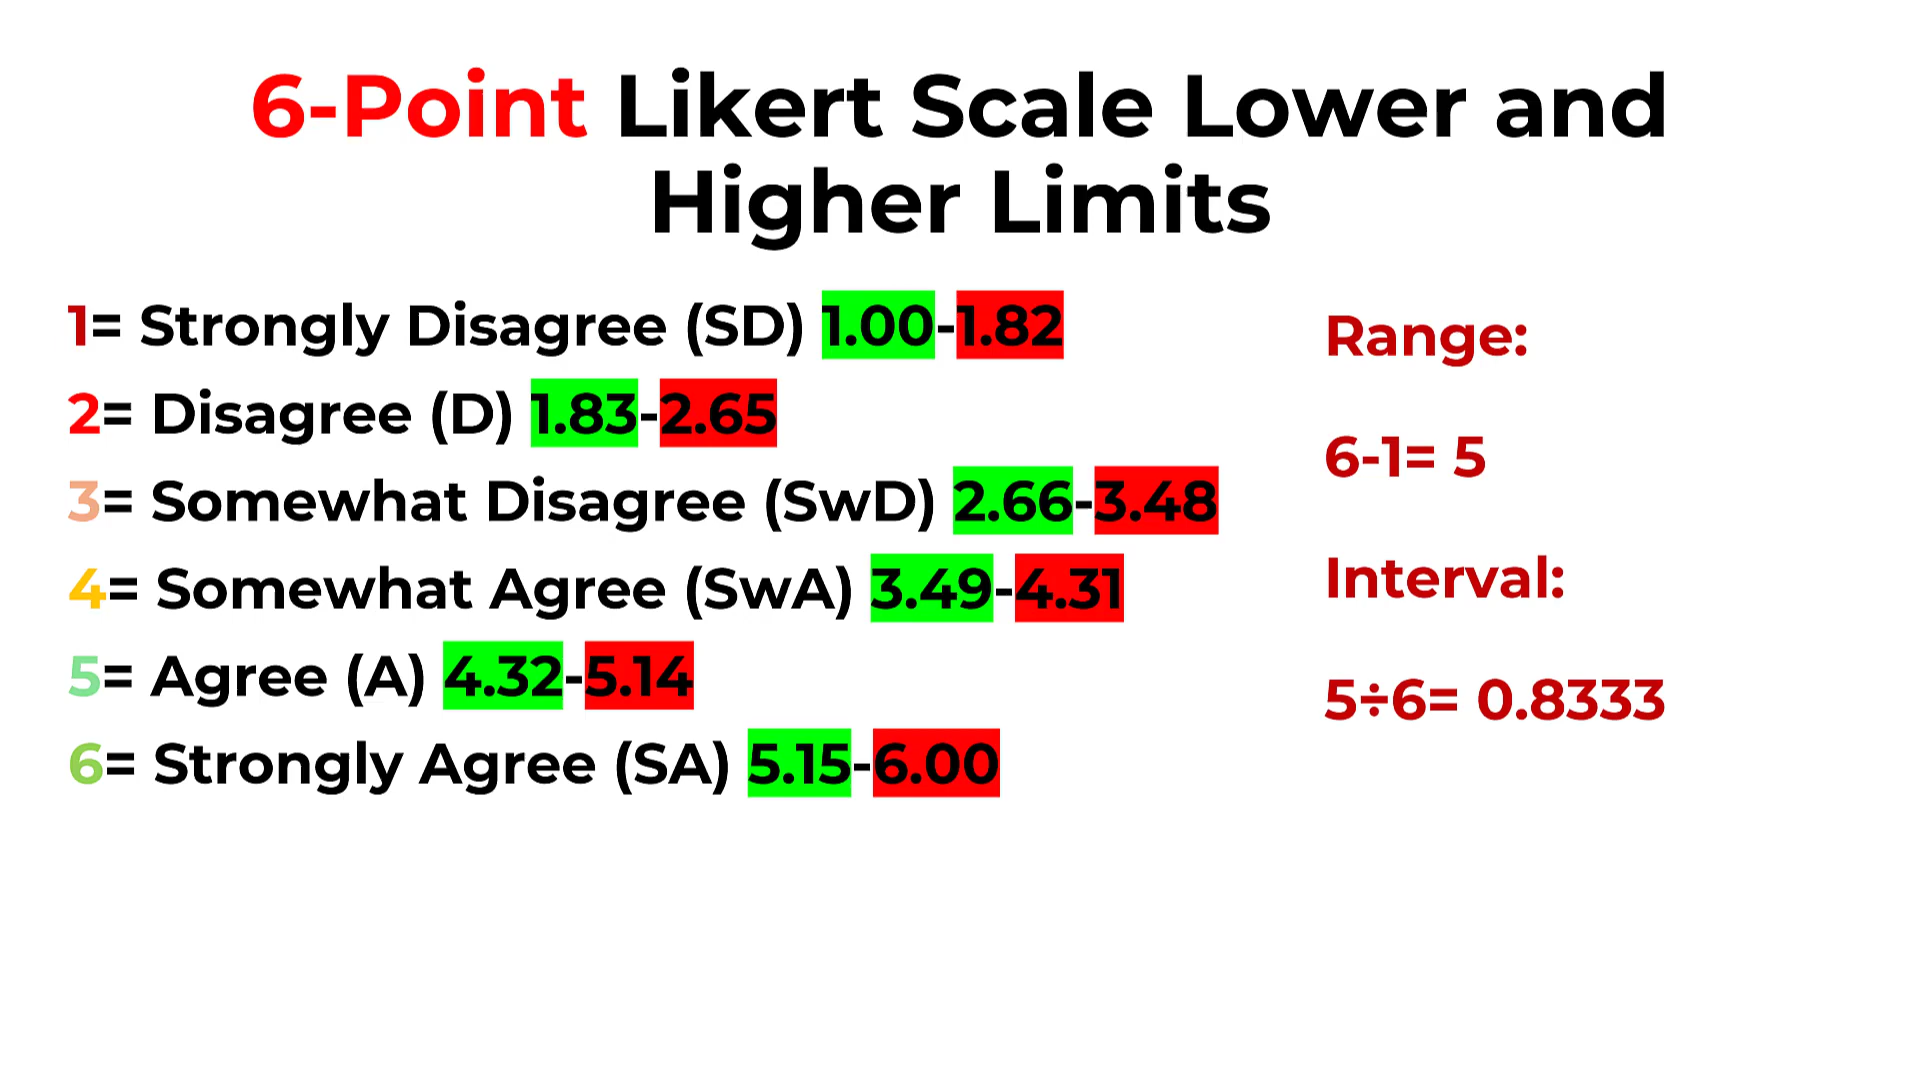 6-Point Likert Scale Lower and
Higher Limits
1= Strongly Disagree (SD) 1.00-1.82
2= Disagree (D) 1.83-2.65
3= Somewhat Disagree (SwD) 2.66-3.48
4= Somewhat Agree (SwA) 3.49-4.31
5= Agree (A) 4.32-5.14
6= Strongly Agree (SA) 5.15-6.00
Range:
6-1= 5
Interval:
5÷6= 0.8333